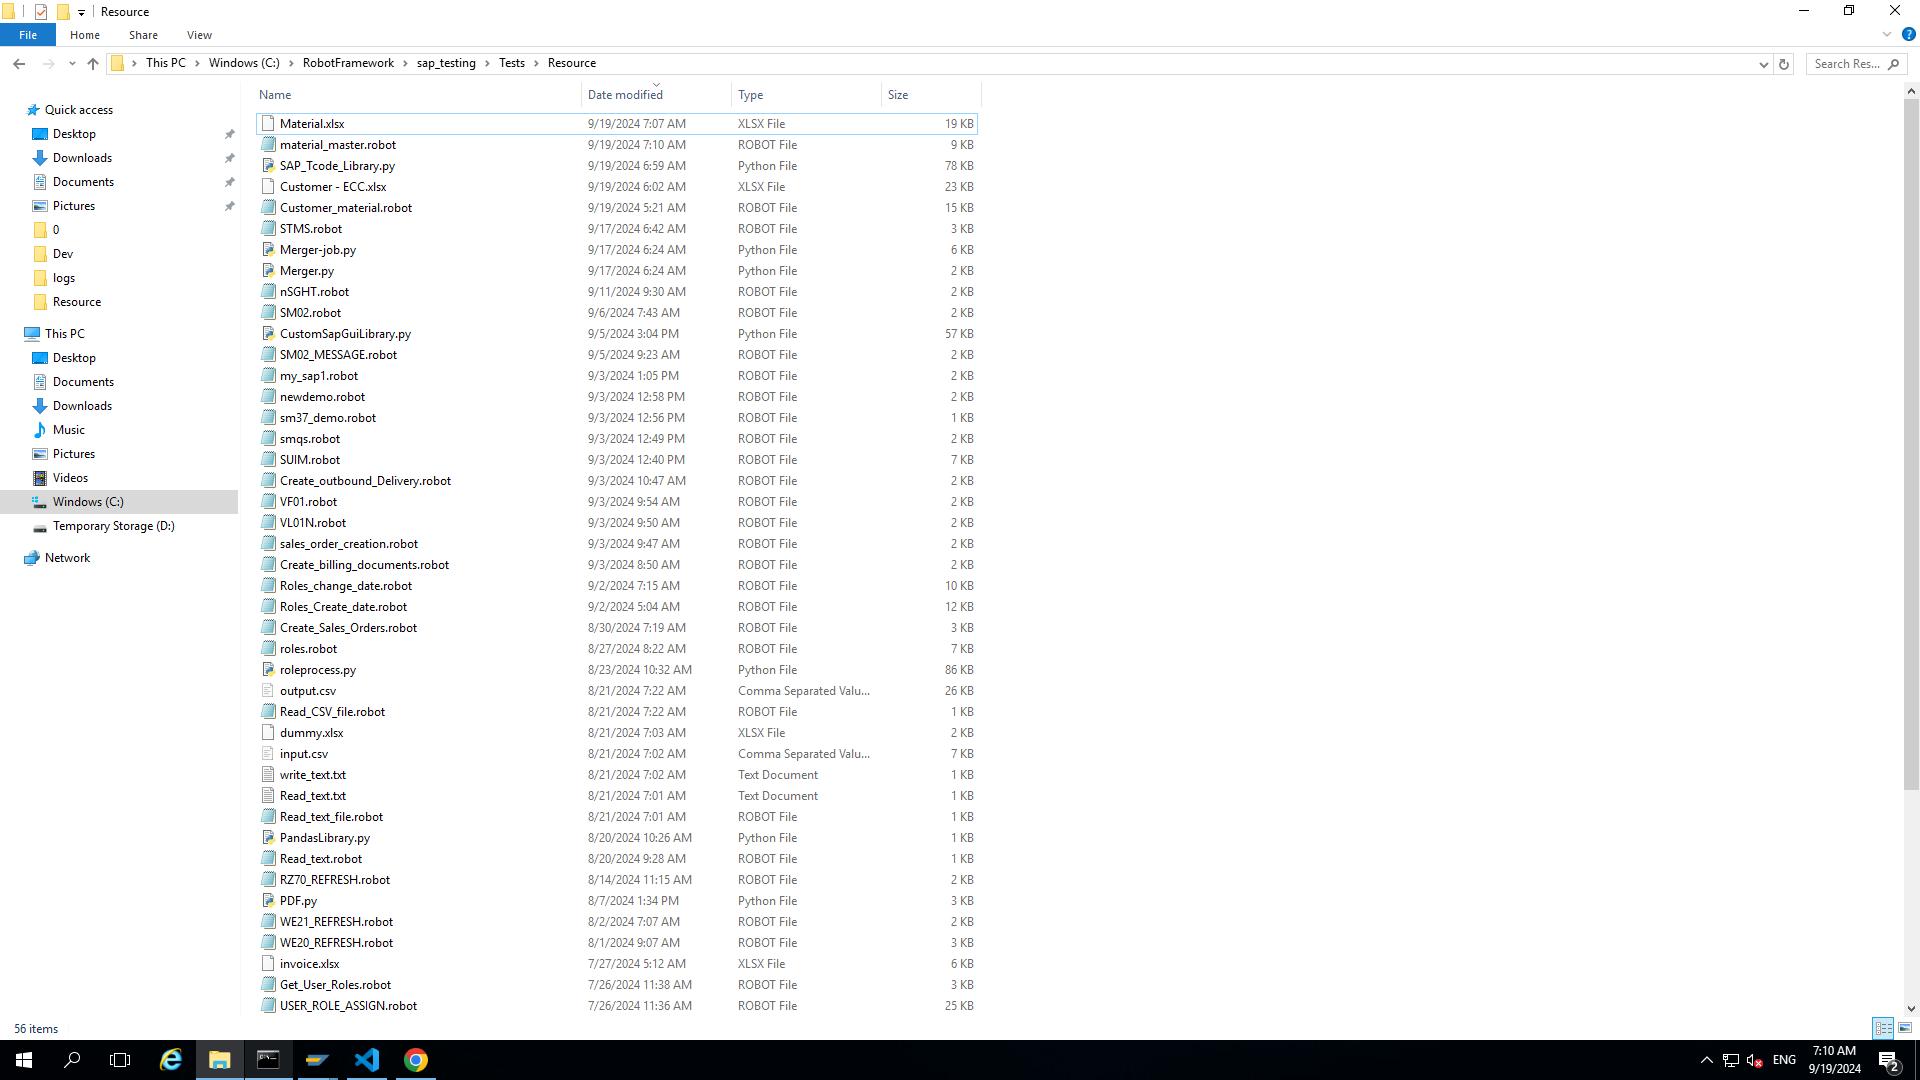 Resource
File Home Share View
This PC Windows (C:) RobotFramework sap_testing Tests Resource
Search Res...
Name Date modified Type Size
Quick access
Desktop
Downloads
Documents
Pictures
0
Dev
logs
Resource
This PC
Desktop
Documents
Downloads
Music
Pictures
Videos
Windows (C:)
Temporary Storage (D:)
Network
Material.xlsx 9/19/2024 7:07 AM XLSX File 19 KB
material_master.robot 9/19/2024 7:10 AM ROBOT File 9 KB
SAP_Tcode_Library.py 9/19/2024 6:59 AM Python File 78 KB
Customer - ECC.xlsx 9/19/2024 6:02 AM XLSX File 23 KB
Customer_material.robot 9/19/2024 5:21 AM ROBOT File 15 KB
STMS.robot 9/17/2024 6:42 AM ROBOT File 3 KB
Merger-job.py 9/17/2024 6:24 AM Python File 6 KB
Merger.py 9/17/2024 6:24 AM Python File 2 KB
nSGHT.robot 9/11/2024 9:30 AM ROBOT File 2 KB
SM02.robot 9/6/2024 7:43 AM ROBOT File 2 KB
CustomSapGuiLibrary.py 9/5/2024 3:04 PM Python File 57 KB
SM02_MESSAGE.robot 9/5/2024 9:23 AM ROBOT File 2 KB
my_sap1.robot 9/3/2024 1:05 PM ROBOT File 2 KB
newdemo.robot 9/3/2024 12:58 PM ROBOT File 2 KB
sm37_demo.robot 9/3/2024 12:56 PM ROBOT File 1 KB
smqs.robot 9/3/2024 12:49 PM ROBOT File 2 KB
SUIM.robot 9/3/2024 12:40 PM ROBOT File 7 KB
Create_outbound_Delivery.robot 9/3/2024 10:47 AM ROBOT File 2 KB
VF01.robot 9/3/2024 9:54 AM ROBOT File 2 KB
VL01N.robot 9/3/2024 9:50 AM ROBOT File 2 KB
sales_order_creation.robot 9/3/2024 9:47 AM ROBOT File 2 KB
Create_billing_documents.robot 9/3/2024 8:50 AM ROBOT File 2 KB
Roles_change_date.robot 9/2/2024 7:15 AM ROBOT File 10 KB
Roles_Create_date.robot 9/2/2024 5:04 AM ROBOT File 12 KB
Create_Sales_Orders.robot 8/30/2024 7:19 AM ROBOT File 3 KB
roles.robot 8/27/2024 8:22 AM ROBOT File 7 KB
roleprocess.py 8/23/2024 10:32 AM Python File 86 KB
output.csv 8/21/2024 7:22 AM Comma Separated Valu... 26 KB
Read_CSV_file.robot 8/21/2024 7:22 AM ROBOT File 1 KB
dummy.xlsx 8/21/2024 7:03 AM XLSX File 2 KB
input.csv 8/21/2024 7:02 AM Comma Separated Valu... 7 KB
write_text.txt 8/21/2024 7:02 AM Text Document 1 KB
Read_text.txt 8/21/2024 7:01 AM Text Document 1 KB
Read_text_file.robot 8/21/2024 7:01 AM ROBOT File 1 KB
PandasLibrary.py 8/20/2024 10:26 AM Python File 1 KB
Read_text.robot 8/20/2024 9:28 AM ROBOT File 1 KB
RZ70_REFRESH.robot 8/14/2024 11:15 AM ROBOT File 2 KB
PDF.py 8/7/2024 1:34 PM Python File 3 KB
WE21_REFRESH.robot 8/2/2024 7:07 AM ROBOT File 2 KB
WE20_REFRESH.robot 8/1/2024 9:07 AM ROBOT File 3 KB
invoice.xlsx 7/27/2024 5:12 AM XLSX File 6 KB
Get_User_Roles.robot 7/26/2024 11:38 AM ROBOT File 3 KB
USER_ROLE_ASSIGN.robot 7/26/2024 11:36 AM ROBOT File 25 KB
56 items
ENG
7:10 AM
9/19/2024
2